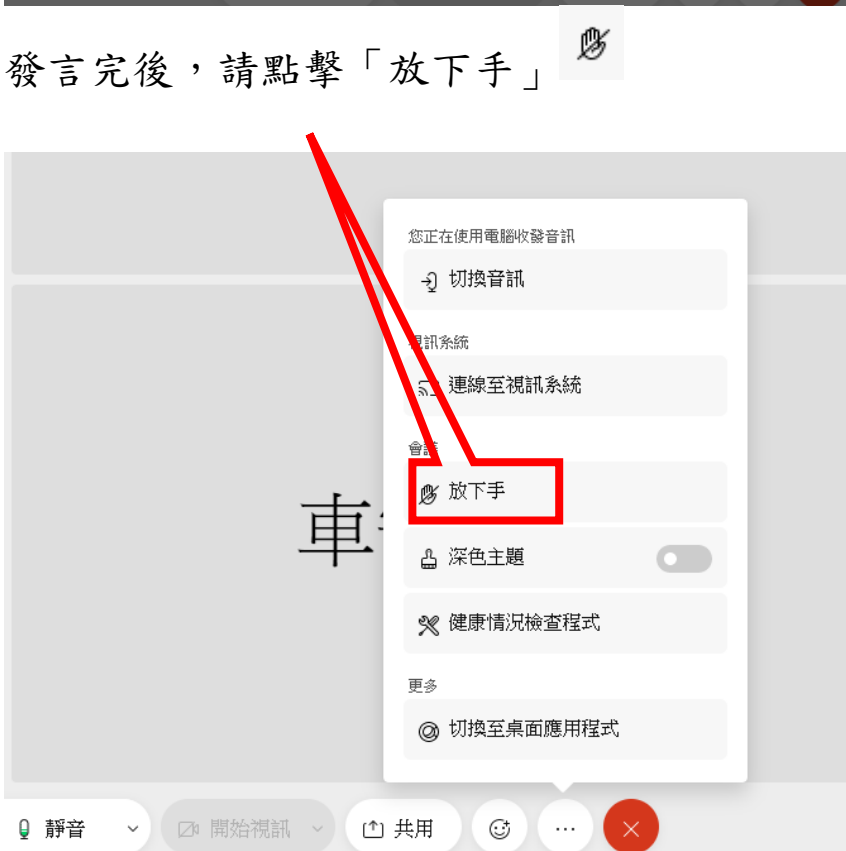 發言完後，請點擊「放下手」
您正在使用電腦收發音訊
切換音訊
視訊系統
連線至視訊系統
會議
放下手
車
深色主題
健康情況檢查程式
更多
切換至桌面應用程式
靜音
開始視訊
共用